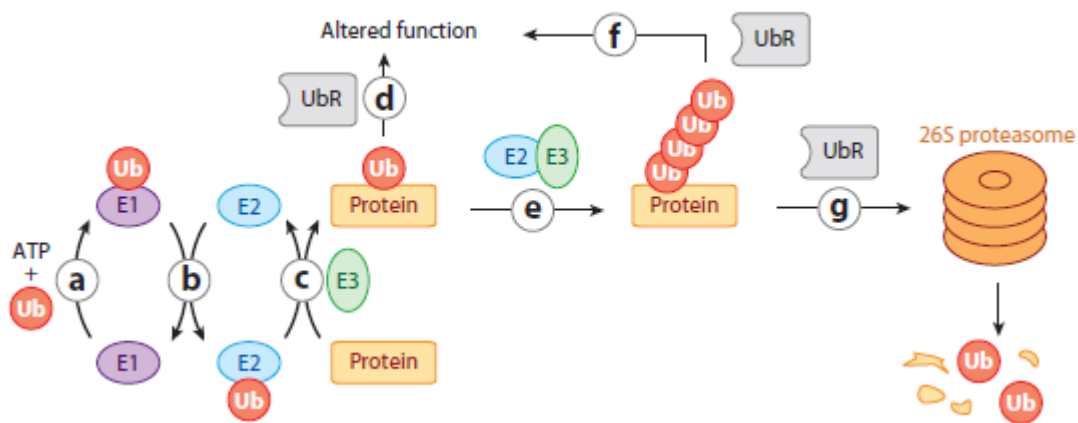 Altered function
f
UbR
UbR
d
Ub
Ub
Ub
Ub
Ub
Ub
E1
E2
Protein
E2
E3
e
Protein
UbR
g
26S proteasome
ATP
+
Ub
a
b
c
E3
E1
E2
Ub
Protein
Ub
Ub